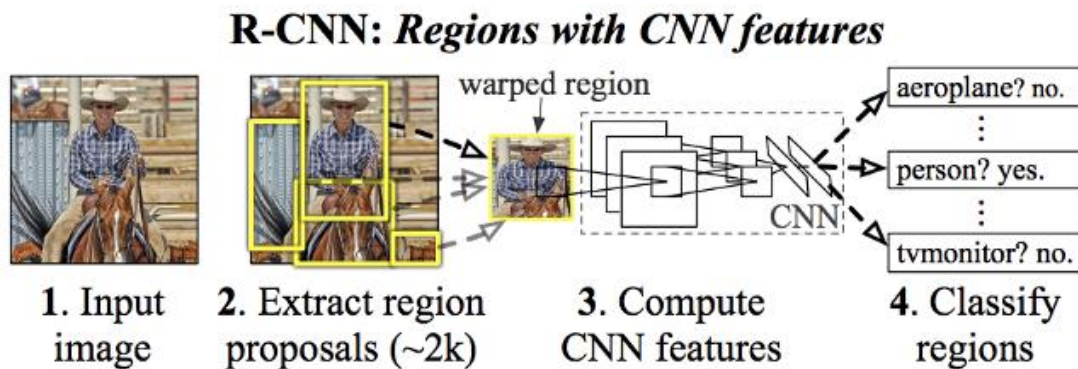 R-CNN: Regions with CNN features
warped region
aeroplane? no.
⋮
person? yes.
⋮
tvmonitor? no.
CNN
1. Input
image
2. Extract region
proposals (~2k)
3. Compute
CNN features
4. Classify
regions